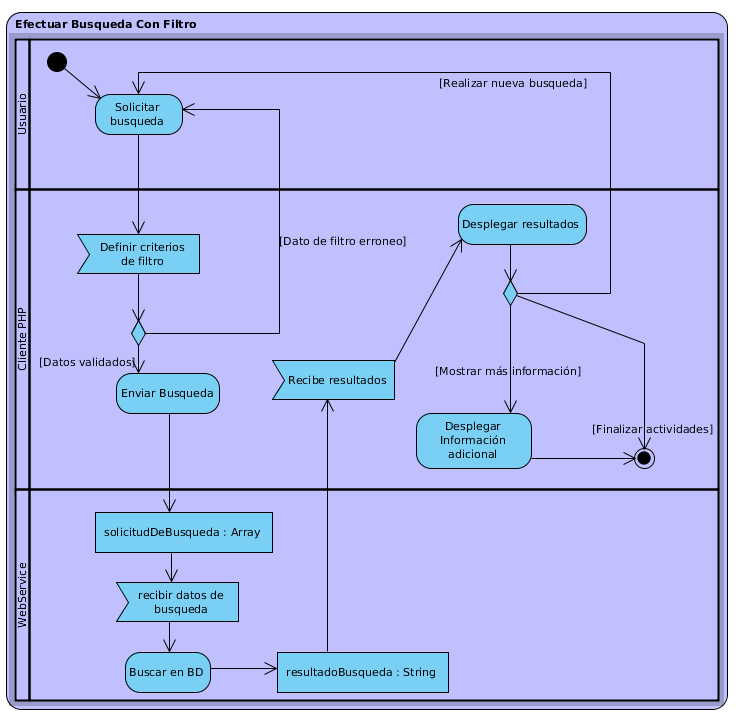 Efectuar Busqueda Con Filtro
Usuario
[Realizar nueva busqueda]
Solicitar
busqueda
Cliente PHP
Desplegar resultados
Definir criterios
de filtro
[Dato de filtro erroneo]
[Datos validados]
Enviar Busqueda
Recibe resultados
[Mostrar más información]
Desplegar
Información
adicional
[Finalizar actividades]
WebService
solicitudDeBusqueda : Array
recibir datos de
busqueda
Buscar en BD
resultadoBusqueda : String